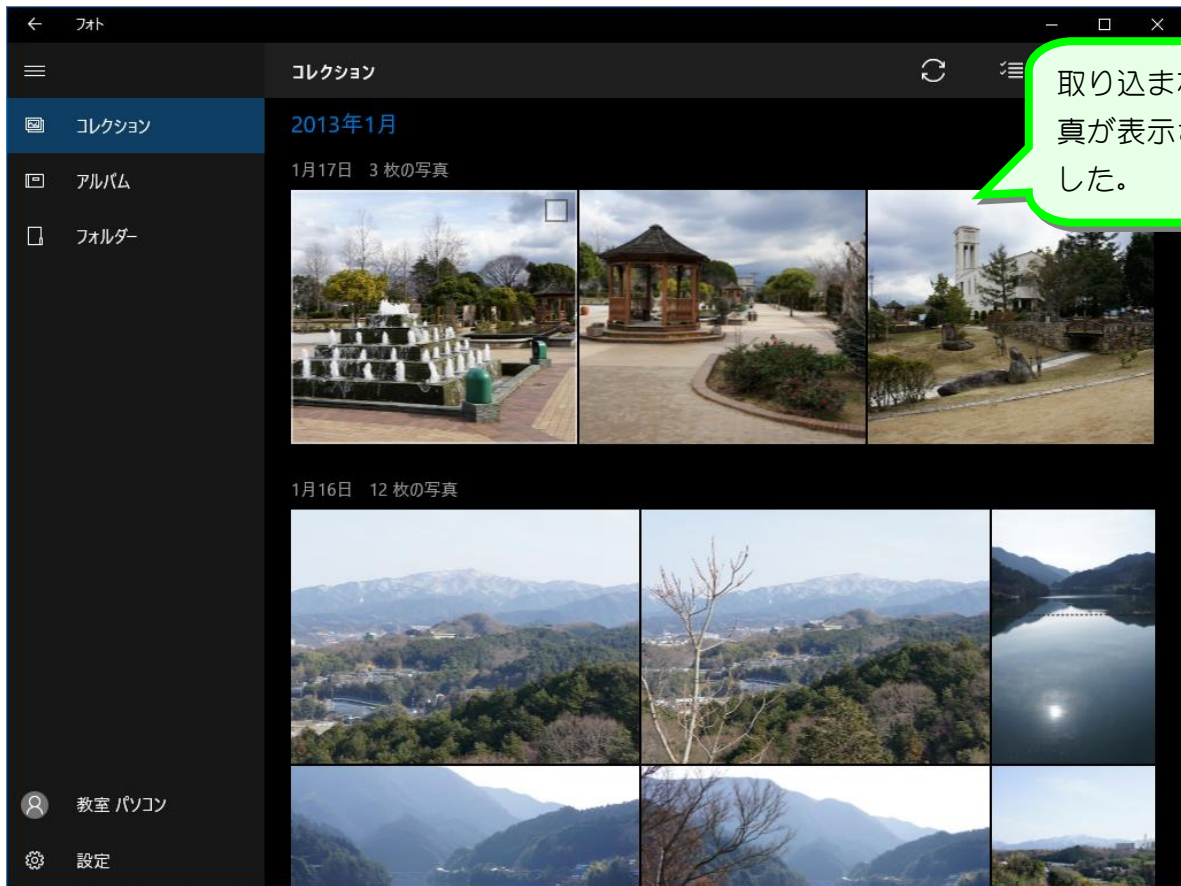 フォト
コレクション
コレクション
2013年1月
1月17日 3 枚の写真
取り込ま
真が表示
した。
アルバム
フォルダー
1月16日 12 枚の写真
教室 パソコン
設定